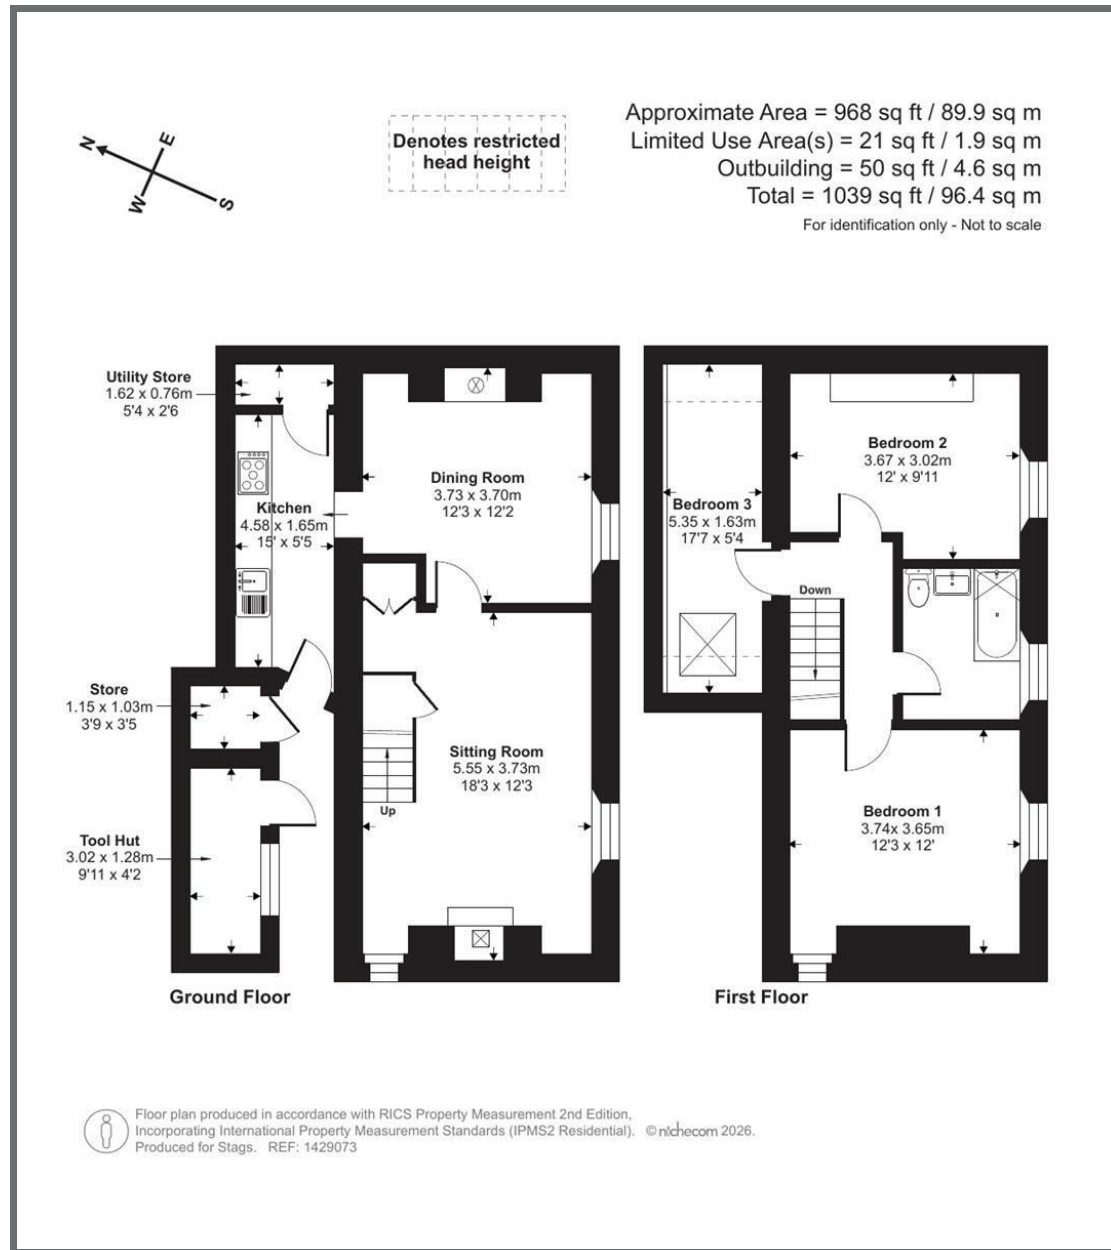 N
E
W
S
Denotes restricted
head height
Approximate Area = 968 sq ft / 89.9 sq m
Limited Use Area(s) = 21 sq ft / 1.9 sq m
Outbuilding = 50 sq ft / 4.6 sq m
Total = 1039 sq ft / 96.4 sq m
For identification only - Not to scale
Utility Store
1.62 x 0.76m
5'4 x 2'6
Kitchen
4.58 x 1.65m
15' x 5'5
Dining Room
3.73 x 3.70m
12'3 x 12'2
Store
1.15 x 1.03m
3'9 x 3'5
Sitting Room
5.55 x 3.73m
18'3 x 12'3
Up
Tool Hut
3.02 x 1.28m
9'11 x 4'2
Ground Floor
Bedroom 2
3.67 x 3.02m
12' x 9'11
Bedroom 3
5.35 x 1.63m
17'7 x 5'4
Down
Bedroom 1
3.74x 3.65m
12'3 x 12'
First Floor
Floor plan produced in accordance with RICS Property Measurement 2nd Edition,
Incorporating International Property Measurement Standards (IPMS2 Residential). © nichecom 2026.
Produced for Stags. REF: 1429073